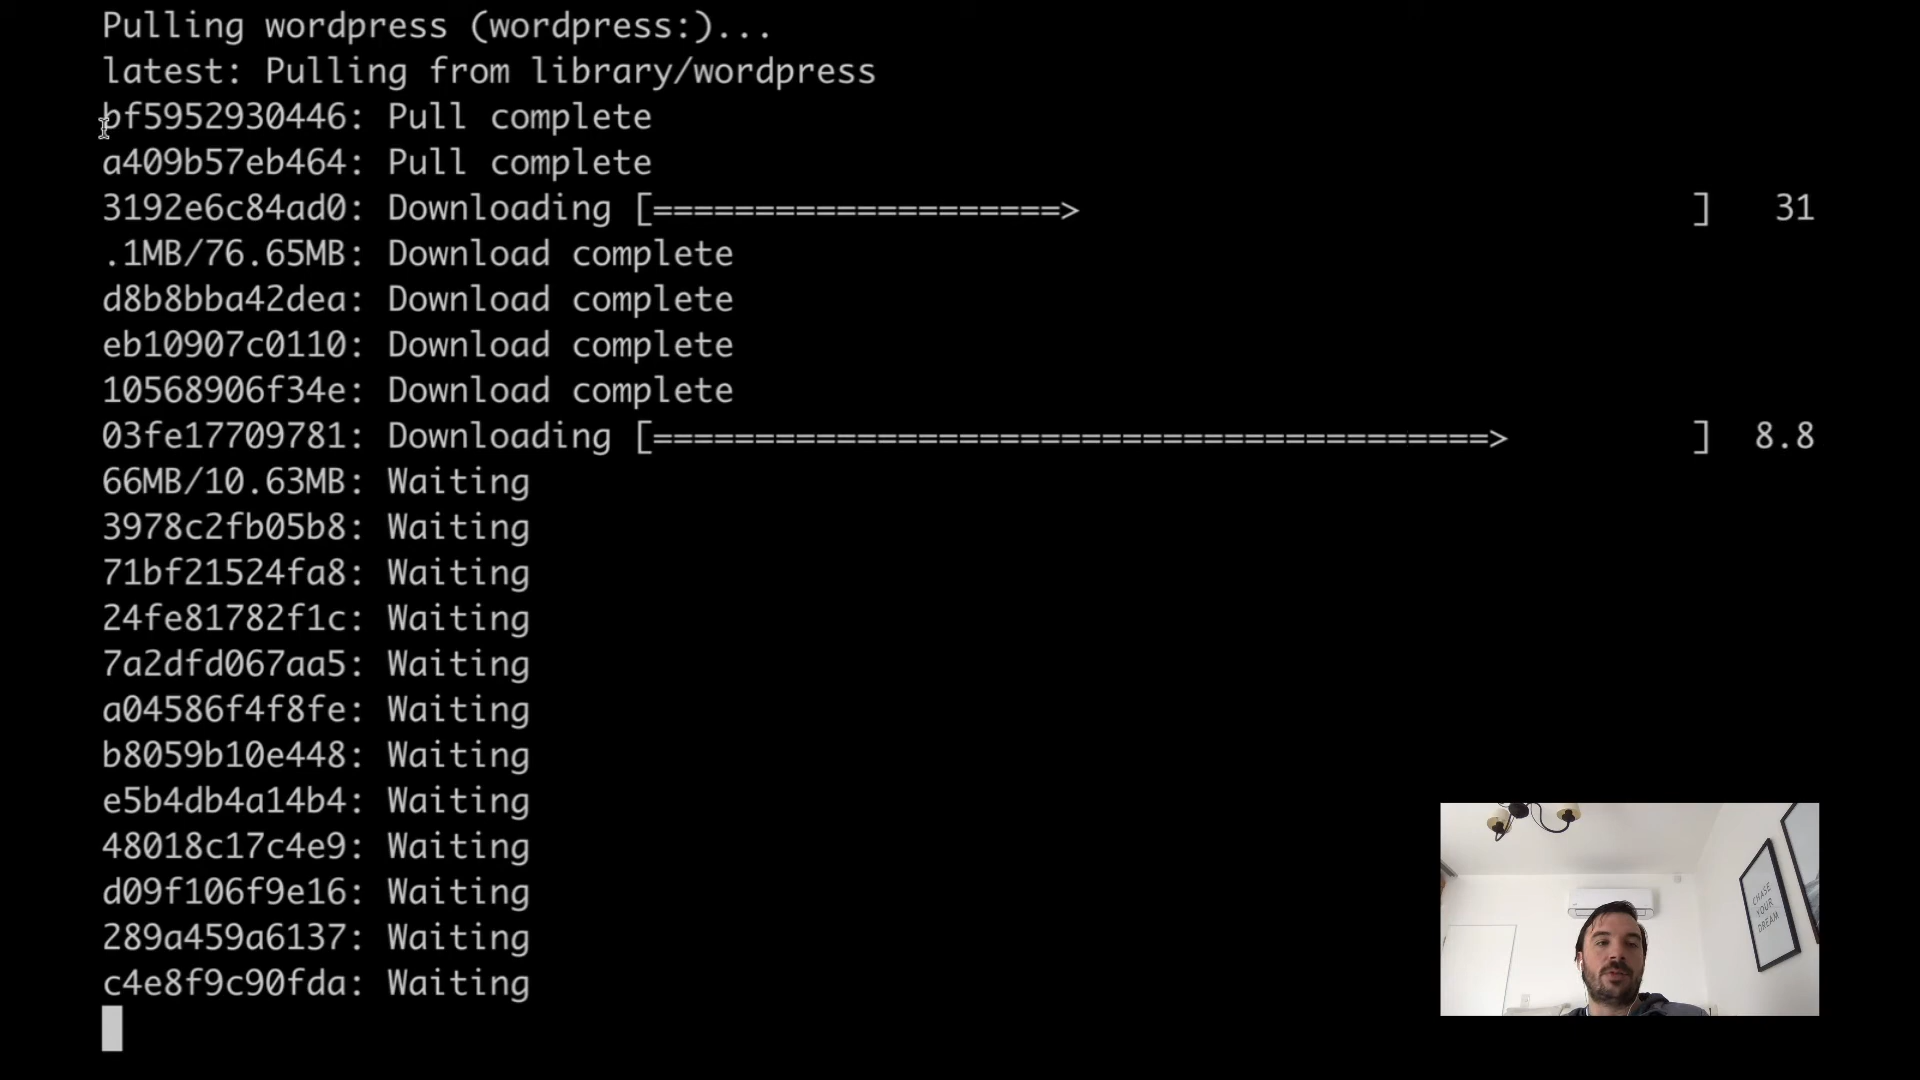 Pulling wordpress (wordpress:)...
latest: Pulling from library/wordpress
bf5952930446: Pull complete
a409b57eb464: Pull complete
3192e6c84ad0: Downloading [====================>                              ]   31
.1MB/76.65MB: Download complete
d8b8bba42dea: Download complete
eb10907c0110: Download complete
10568906f34e: Download complete
03fe17709781: Downloading [=========================================>         ]  8.8
66MB/10.63MB: Waiting
3978c2fb05b8: Waiting
71bf21524fa8: Waiting
24fe81782f1c: Waiting
7a2dfd067aa5: Waiting
a04586f4f8fe: Waiting
b8059b10e448: Waiting
e5b4db4a14b4: Waiting
48018c17c4e9: Waiting
d09f106f9e16: Waiting
289a459a6137: Waiting
c4e8f9c90fda: Waiting
CHASE
YOUR
DREAM